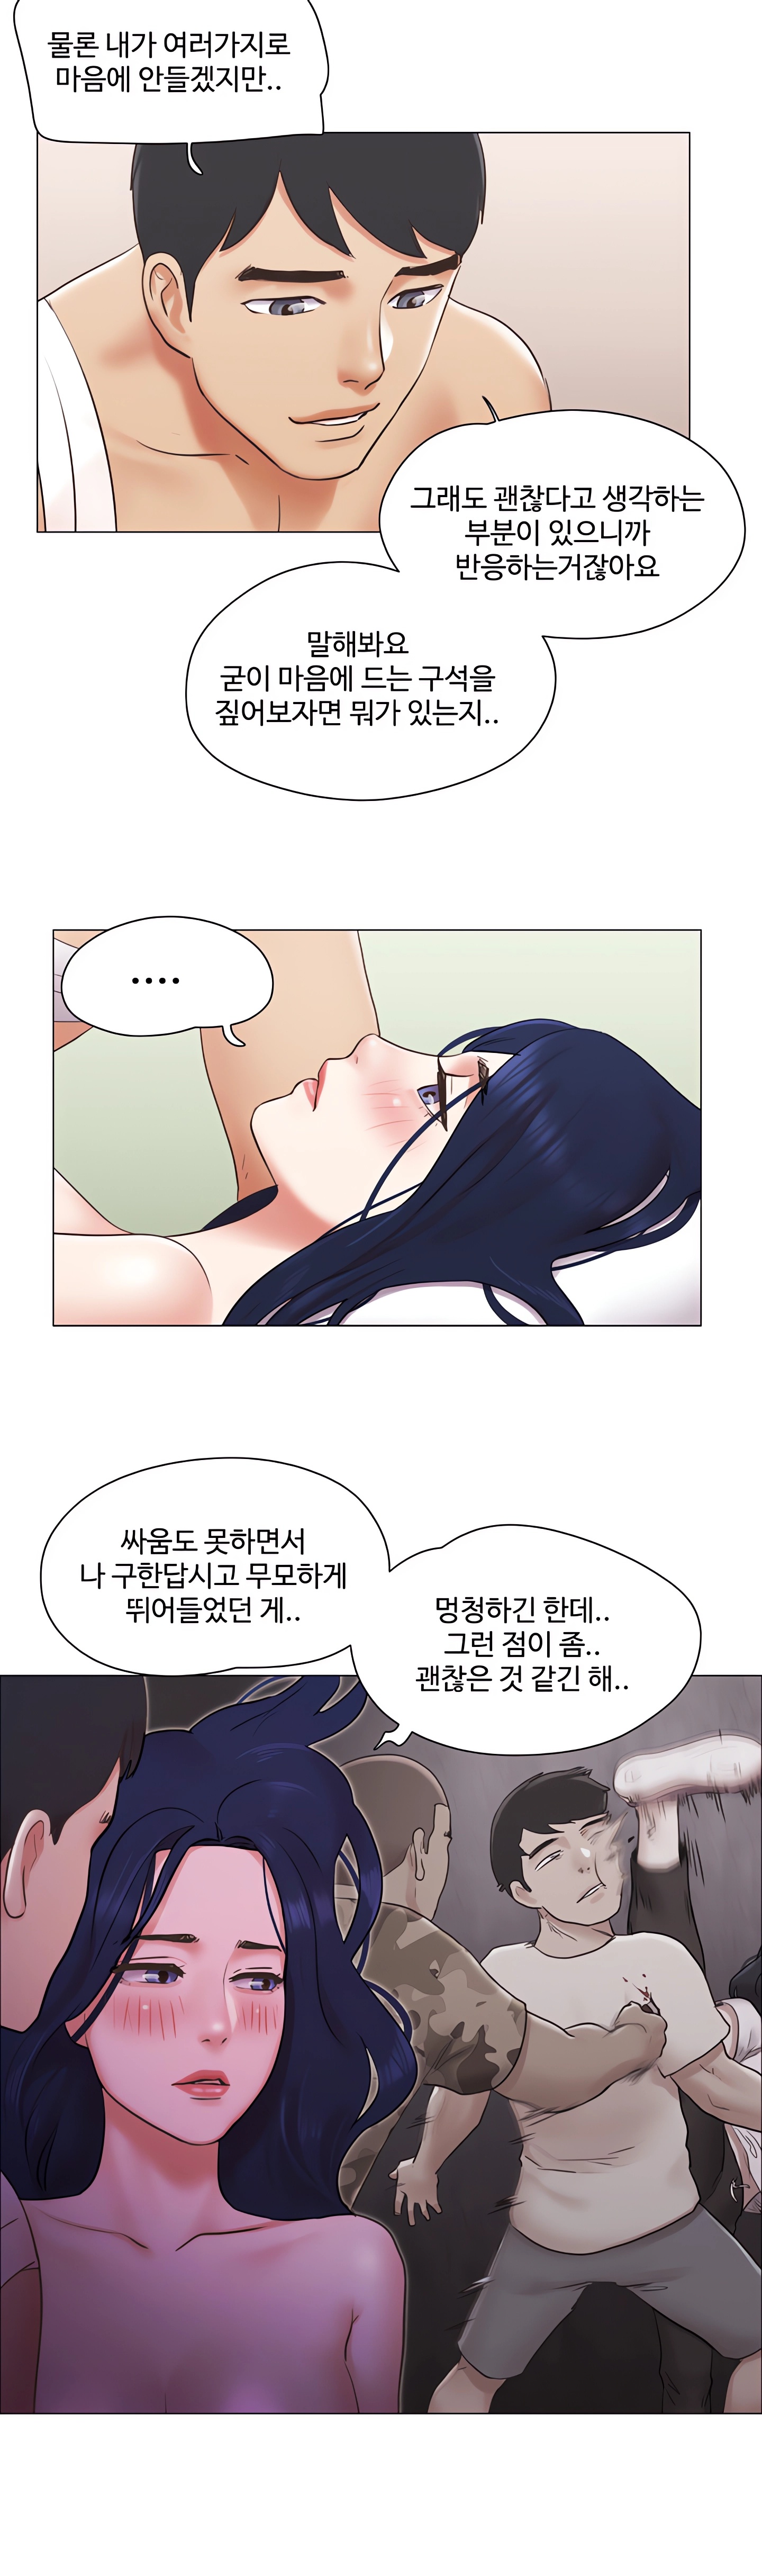 물론 내가 여러가지로
마음에 안들겠지만..
그래도 괜찮다고 생각하는
부분이 있으니까
반응하는거잖아요
말해봐요
굳이 마음에 드는 구석을
짚어보자면 뭐가 있는지..
....
싸움도 못하면서
나 구한답시고 무모하게
뛰어들었던 게..
멍청하긴 한데..
그런 점이 좀..
괜찮은 것 같긴 해..